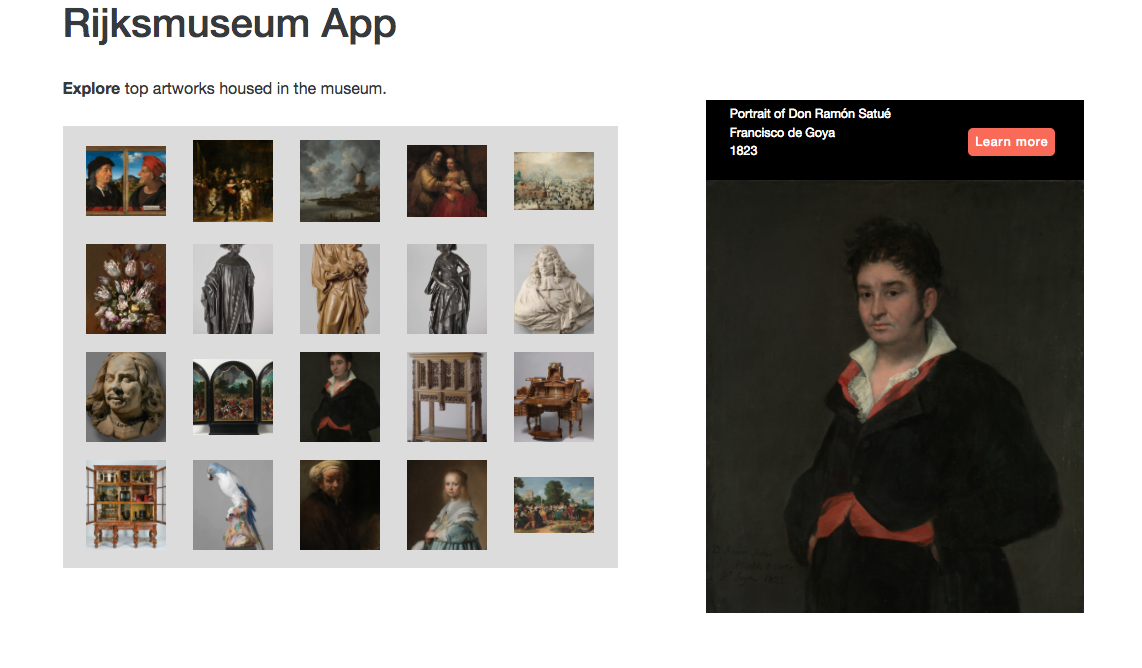 Rijksmuseum App
Explore top artworks housed in the museum.
Portrait of Don Ramón Satué
Francisco de Goya
1823
Learn more